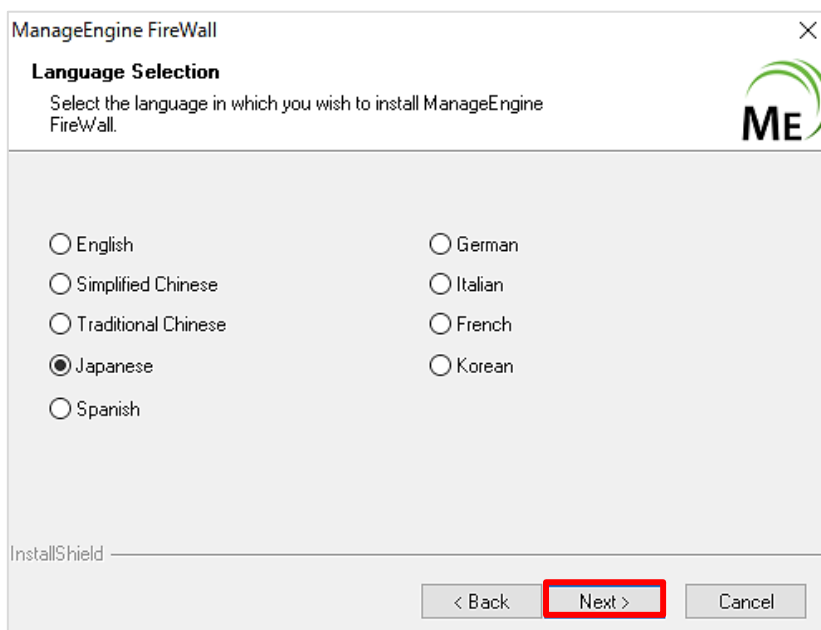 ManageEngine FireWall
Language Selection
Select the language in which you wish to install ManageEngine
FireWall.
ME
English
German
Simplified Chinese
Italian
Traditional Chinese
French
Japanese
Korean
Spanish
InstallShield
< Back
Next >
Cancel